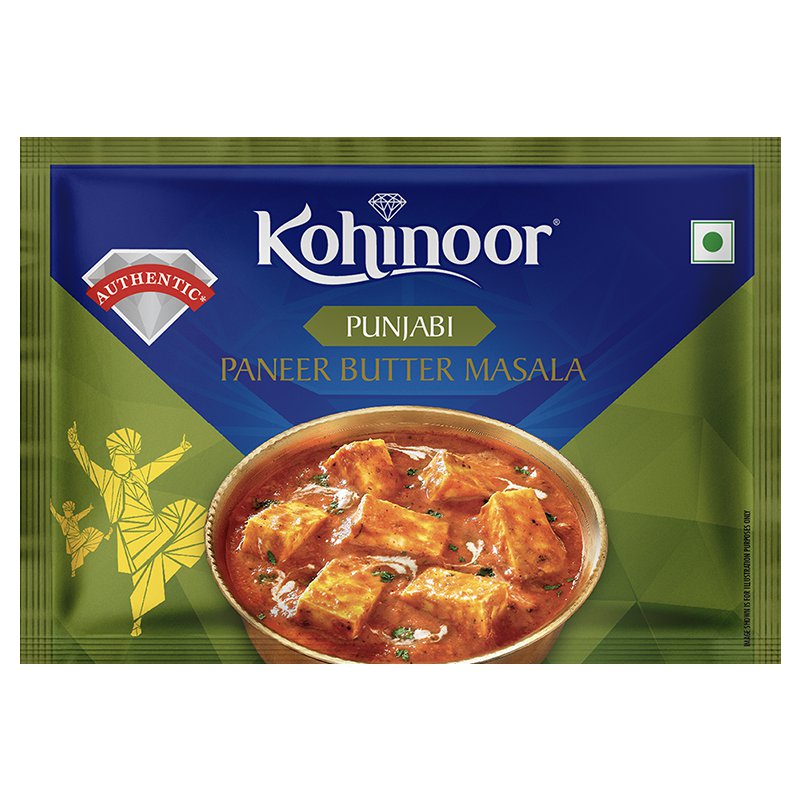 Kohinoor®
AUTHENTIC*
PUNJABI
PANEER BUTTER MASALA
IMAGE SHOWN IS FOR ILLUSTRATION PURPOSES ONLY